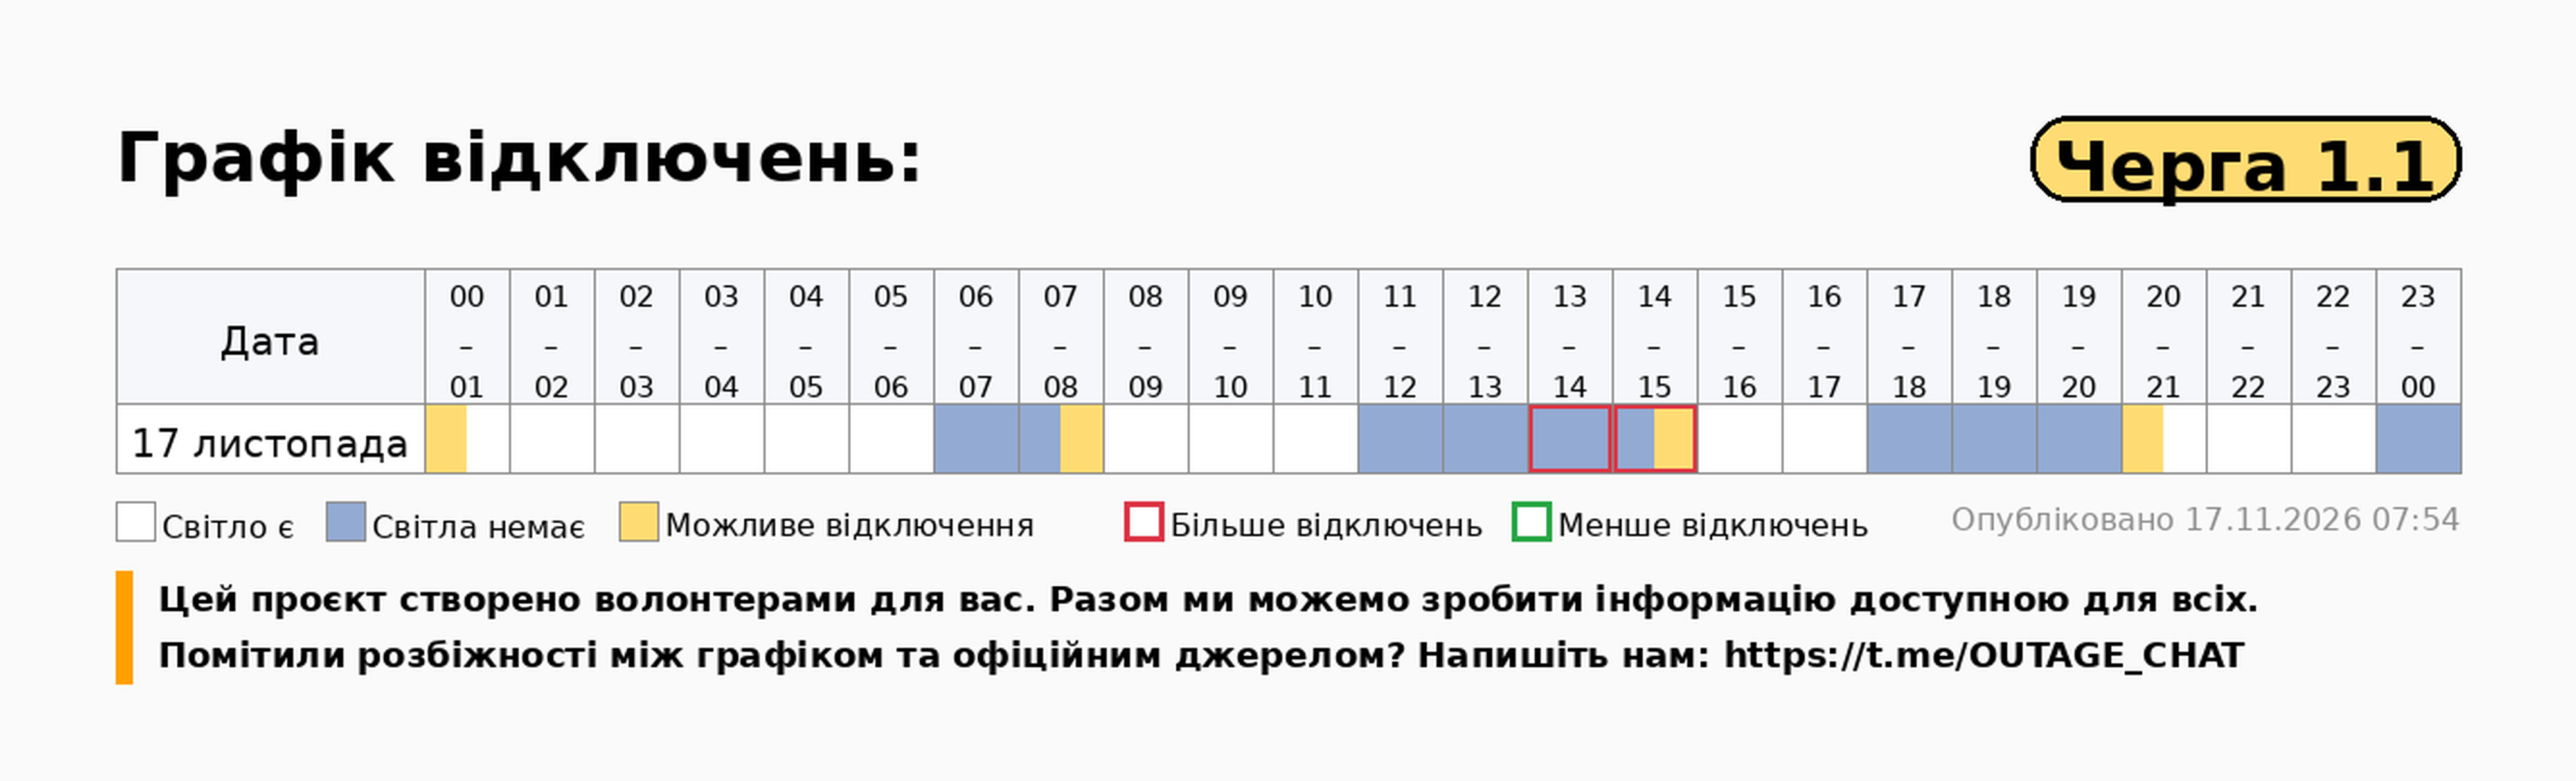 Графік відключень:
Черга 1.1
Дата
00 – 01
01 – 02
02 – 03
03 – 04
04 – 05
05 – 06
06 – 07
07 – 08
08 – 09
09 – 10
10 – 11
11 – 12
12 – 13
13 – 14
14 – 15
15 – 16
16 – 17
17 – 18
18 – 19
19 – 20
20 – 21
21 – 22
22 – 23
23 – 00
17 листопада
Світло є
Світла немає
Можливе відключення
Більше відключень
Менше відключень
Опубліковано 17.11.2026 07:54
Цей проєкт створено волонтерами для вас. Разом ми можемо зробити інформацію доступною для всіх.
Помітили розбіжності між графіком та офіційним джерелом? Напишіть нам: https://t.me/OUTAGE_CHAT